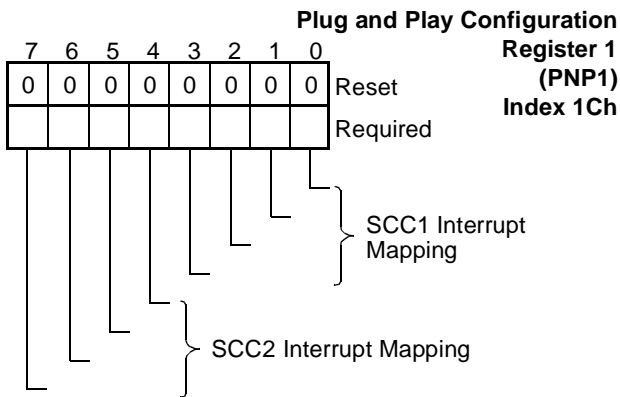 Plug and Play Configuration
Register 1
(PNP1)
Index 1Ch
7 6 5 4 3 2 1 0
0 0 0 0 0 0 0 0 Reset
Required
SCC1 Interrupt
Mapping
SCC2 Interrupt Mapping